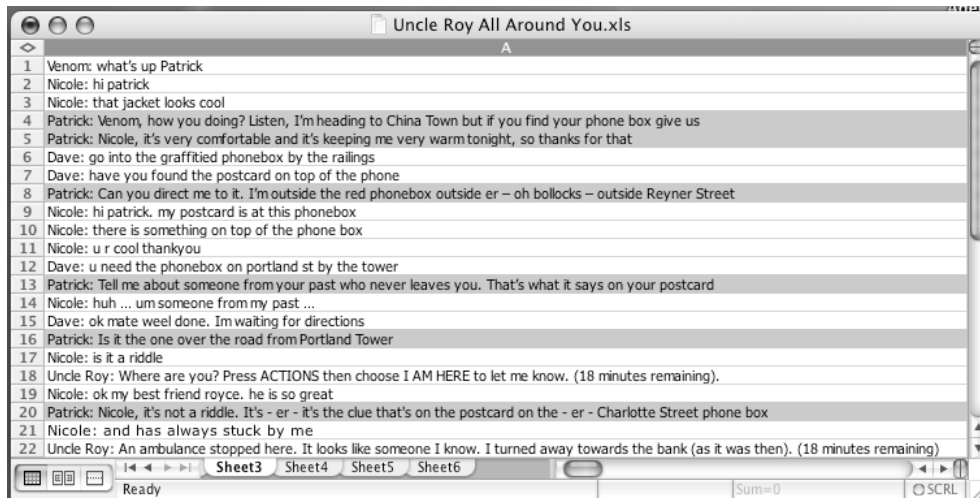 Uncle Roy All Around You.xls
A
1 Venom: what's up Patrick
2 Nicole: hi patrick
3 Nicole: that jacket looks cool
4 Patrick: Venom, how you doing? Listen, I'm heading to China Town but if you find your phone box give us
5 Patrick: Nicole, it's very comfortable and it's keeping me very warm tonight, so thanks for that
6 Dave: go into the graffitied phonebox by the railings
7 Dave: have you found the postcard on top of the phone
8 Patrick: Can you direct me to it. I'm outside the red phonebox outside er – oh bollocks – outside Reyner Street
9 Nicole: hi patrick. my postcard is at this phonebox
10 Nicole: there is something on top of the phone box
11 Nicole: u r cool thankyou
12 Dave: u need the phonebox on portland st by the tower
13 Patrick: Tell me about someone from your past who never leaves you. That's what it says on your postcard
14 Nicole: huh ... um someone from my past ...
15 Dave: ok mate weel done. Im waiting for directions
16 Patrick: Is it the one over the road from Portland Tower
17 Nicole: is it a riddle
18 Uncle Roy: Where are you? Press ACTIONS then choose I AM HERE to let me know. (18 minutes remaining).
19 Nicole: ok my best friend royce. he is so great
20 Patrick: Nicole, it's not a riddle. It's - er - it's the clue that's on the postcard on the - er - Charlotte Street phone box
21 Nicole: and has always stuck by me
22 Uncle Roy: An ambulance stopped here. It looks like someone I know. I turned away towards the bank (as it was then). (18 minutes remaining)
Sheet3 Sheet4 Sheet5 Sheet6
Ready Sum=0 SCRL